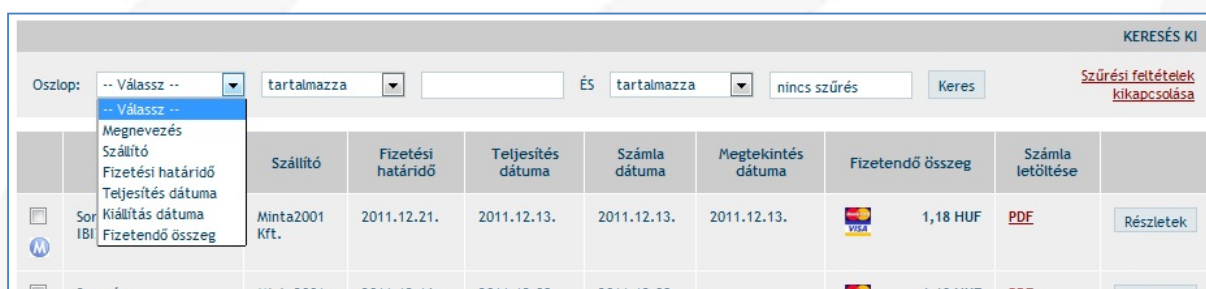 KERESÉS KI
Oszlop: -- Válassz -- tartalmazza ÉS tartalmazza nincs szűrés Keres Szűrési feltételek
kikapcsolása
-- Válassz --
Megnevezés
Szállító
Fizetési határidő
Teljesítés dátuma
Kiállítás dátuma
Fizetendő összeg
Szállító Fizetési határidő Teljesítés dátuma Számla dátuma Megtekintés dátuma Fizetendő összeg Számla letöltése
Minta2001 2011.12.21. 2011.12.13. 2011.12.13. 2011.12.13. VISA 1,18 HUF PDF Részletek
Kft.
M